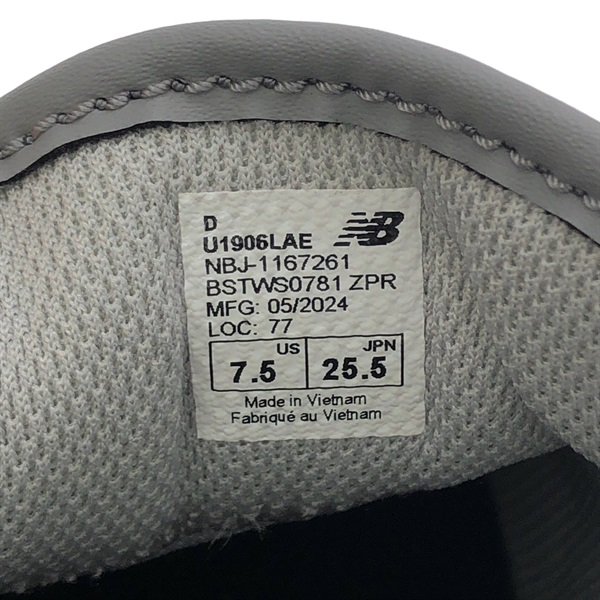 D
U1906LAE NB
NBJ-1167261
BSTWS0781 ZPR
MFG: 05/2024
LOC: 77
US 7.5 JPN 25.5
Made in Vietnam
Fabriqué au Vietnam